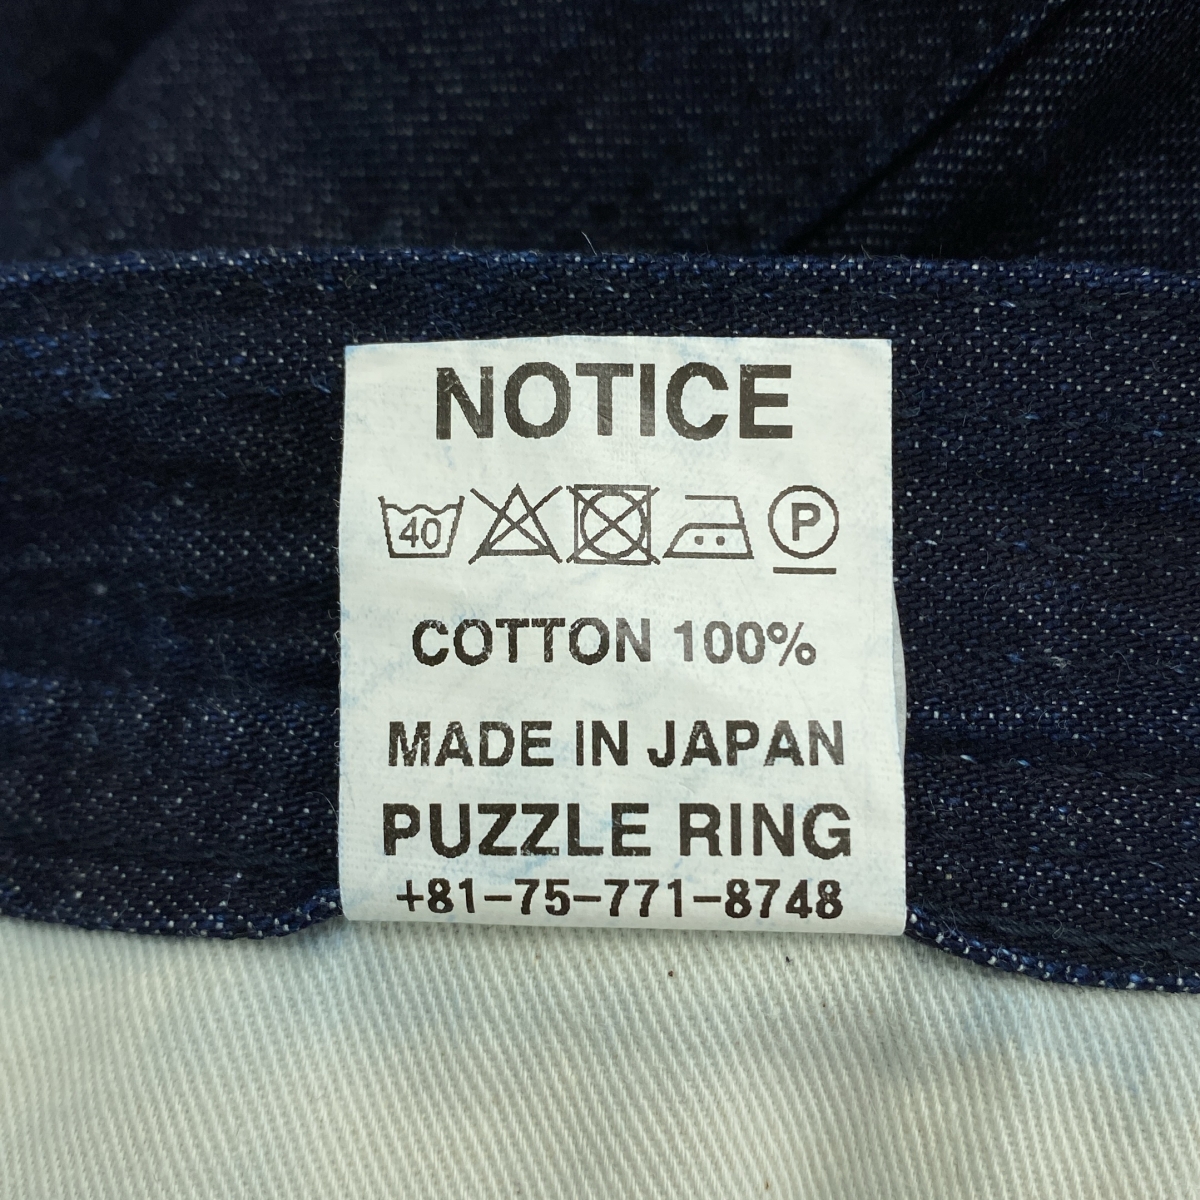 NOTICE
40 P
COTTON 100%
MADE IN JAPAN
PUZZLE RING
+81-75-771-8748